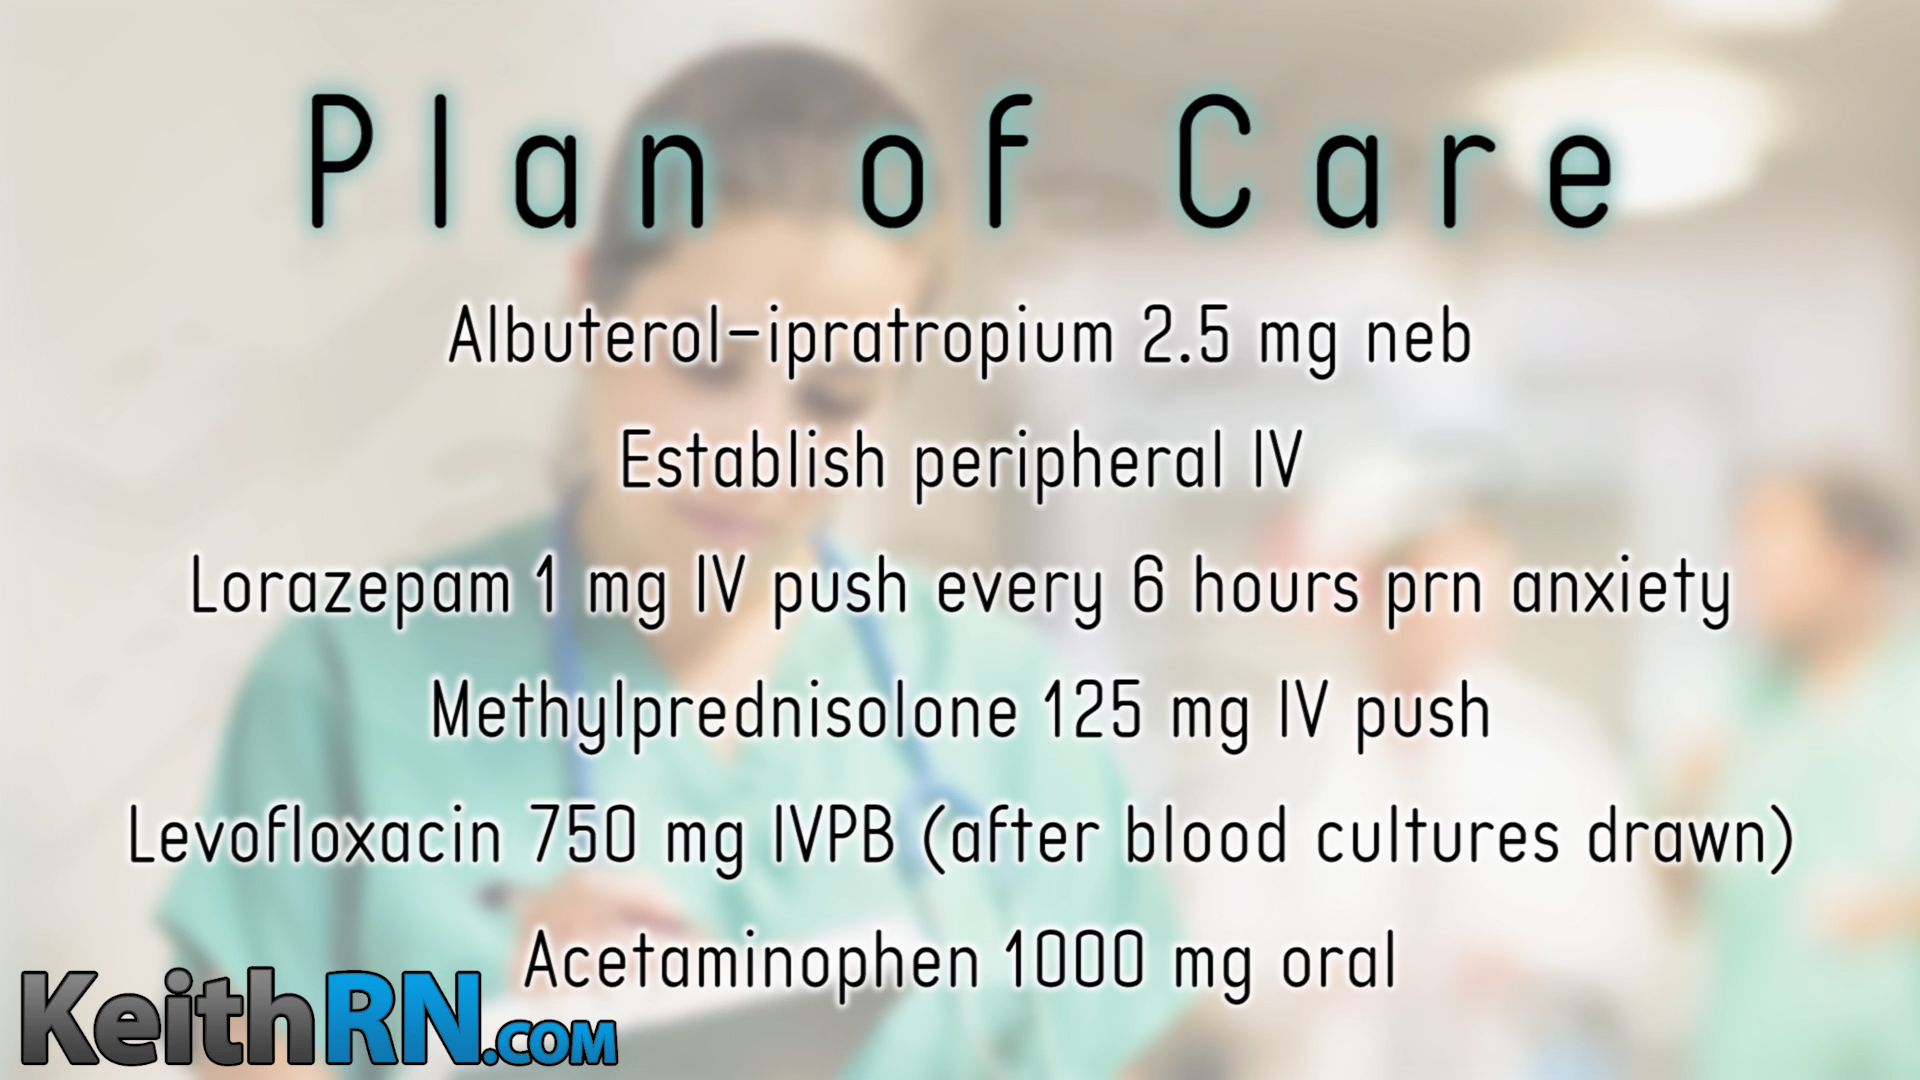 Plan of Care
Albuterol-ipratropium 2.5 mg neb
Establish peripheral IV
Lorazepam 1 mg IV push every 6 hours prn anxiety
Methylprednisolone 125 mg IV push
Levofloxacin 750 mg IVPB (after blood cultures drawn)
Acetaminophen 1000 mg oral
KeithRN.com